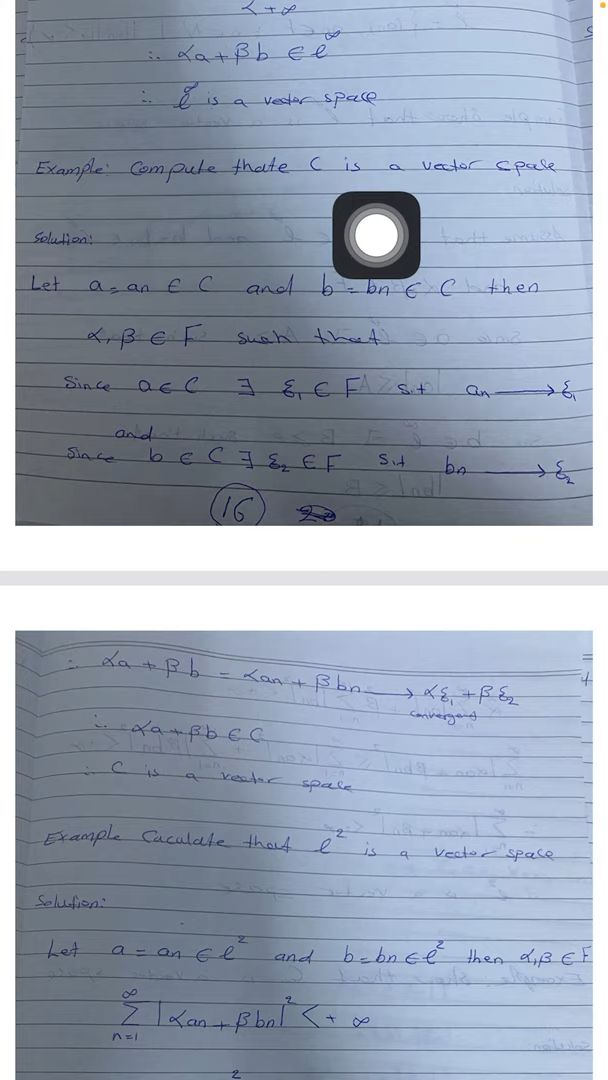 < + ∞
∴ αa + βb ∈ ℓ^∞
∴ ℓ^∞ is a vector space
Example: Compute thate C is a vector space
Solution:
Let a = an ∈ C and b = bn ∈ C then
α, β ∈ F such that
Since a ∈ C ∃ ξ₁ ∈ F s.t an ⟶ ξ₁
and
Since b ∈ C ∃ ξ₂ ∈ F s.t bn ⟶ ξ₂
16
∴ αa + βb = αan + βbn ⟶ αξ₁ + βξ₂
convergent
∴ αa + βb ∈ C
∴ C is a vector space
Example Caculate that ℓ² is a vector space
Solution:
Let a = an ∈ ℓ² and b = bn ∈ ℓ² then α, β ∈ F
∞
∑ |αan + βbn|² < + ∞
n=1
2